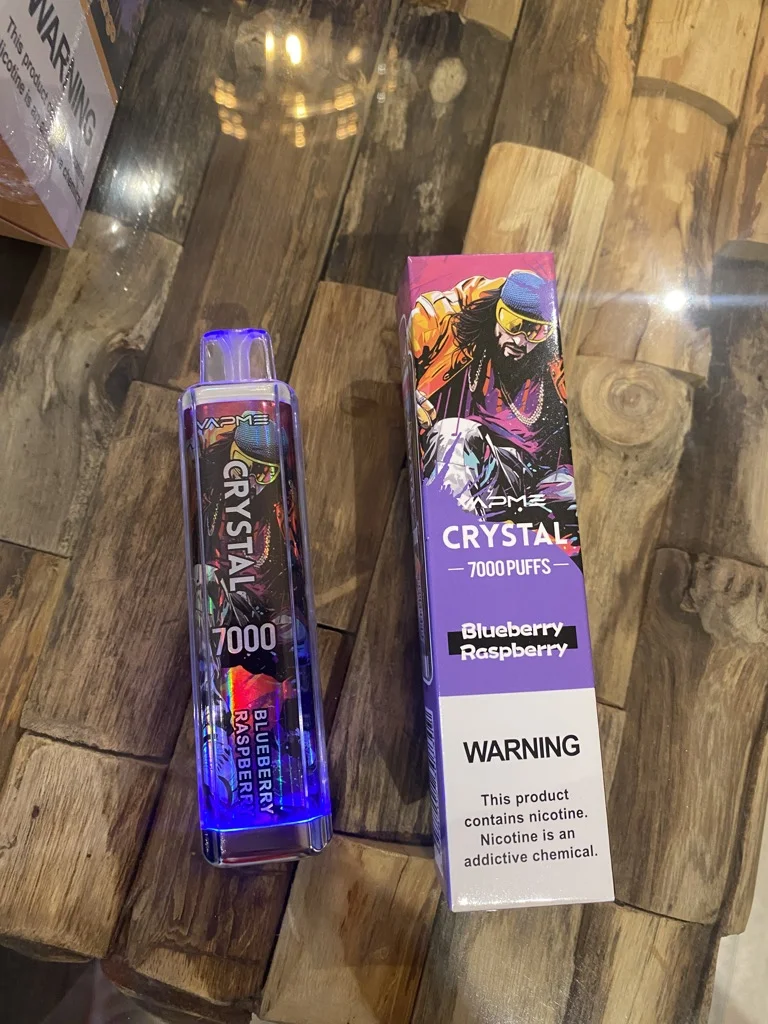 WARNING
This product
VAPME
CRYSTAL
7000
BLUEBERRY
RASPBERRY
VAPME
CRYSTAL
7000 PUFFS
Blueberry
Raspberry
WARNING
This product
contains nicotine.
Nicotine is an
addictive chemical.